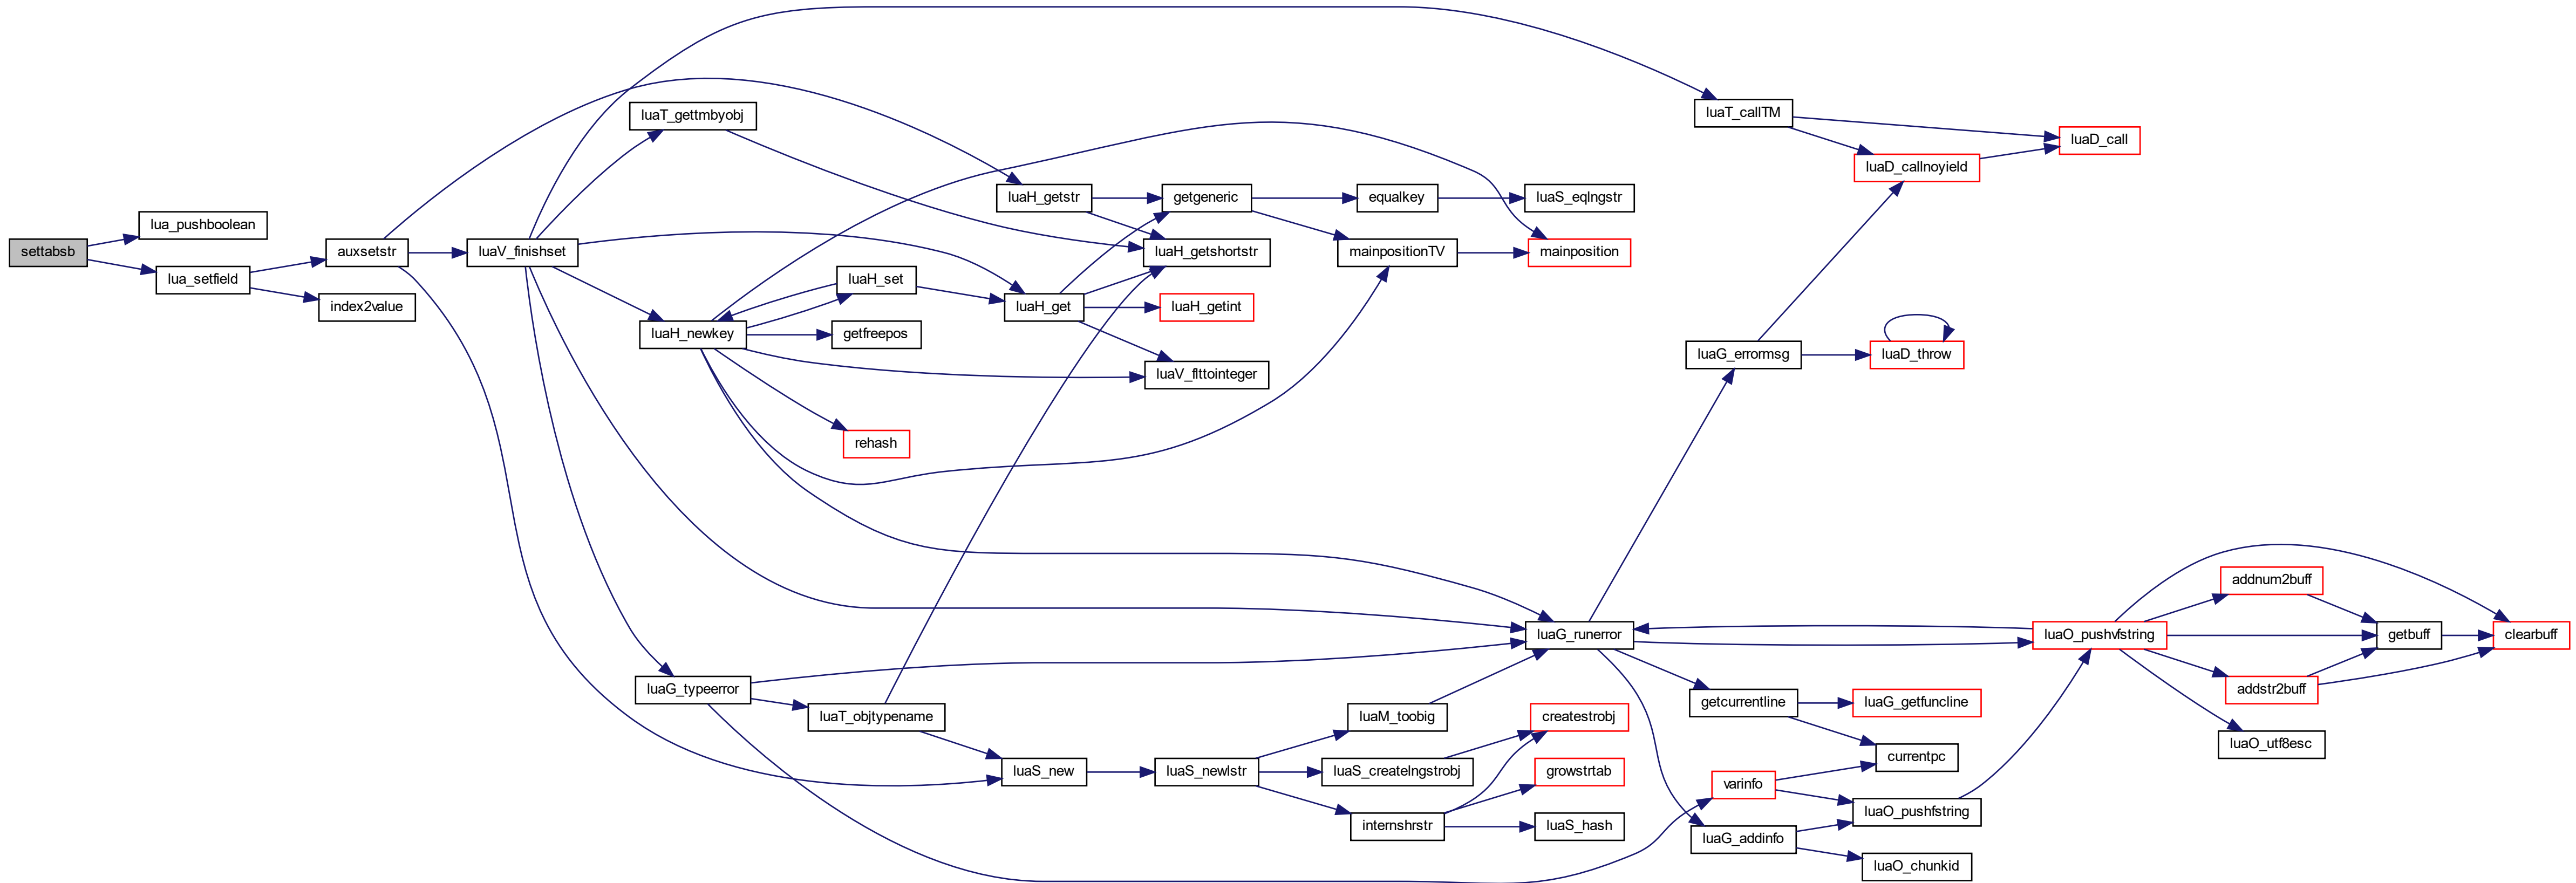 settabsb
lua_pushboolean
lua_setfield
auxsetstr
index2value
luaV_finishset
luaT_gettmbyobj
luaH_newkey
luaG_typeerror
luaH_set
getfreepos
rehash
luaT_objtypename
luaH_getstr
luaH_get
luaS_new
getgeneric
luaH_getshortstr
luaH_getint
luaV_flttointeger
luaS_newlstr
equalkey
mainpositionTV
luaM_toobig
luaS_createlngstrobj
internshrstr
luaS_eqlngstr
mainposition
luaG_runerror
createstrobj
growstrtab
luaS_hash
luaT_callTM
luaG_errormsg
getcurrentline
varinfo
luaG_addinfo
luaD_callnoyield
luaD_throw
luaG_getfuncline
currentpc
luaO_pushfstring
luaO_chunkid
luaD_call
luaO_pushvfstring
addnum2buff
addstr2buff
luaO_utf8esc
getbuff
clearbuff